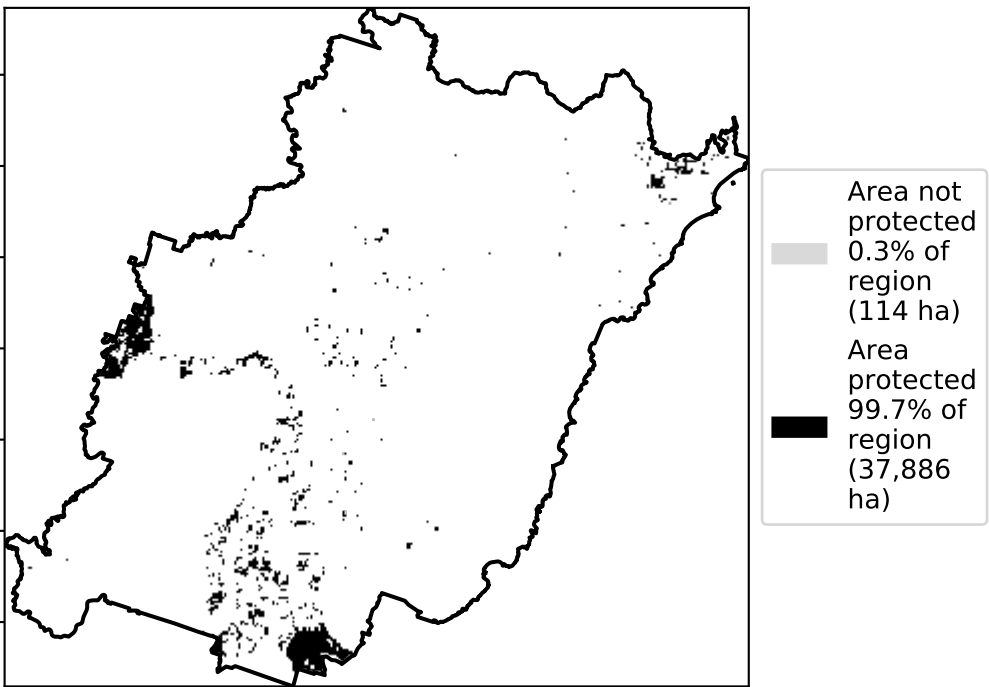 Area not
protected
0.3% of
region
(114 ha)
Area
protected
99.7% of
region
(37,886
ha)